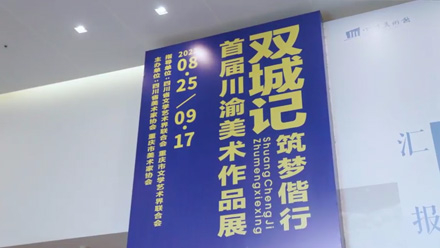 双城记
筑梦偕行
ShuangChengJi
Zhumengxiexing
首届川渝美术作品展
08·25/09·17
指导单位:四川省文学艺术界联合会 重庆市文学艺术界联合会
主办单位:四川省美术家协会 重庆市美术家协会
汇
报